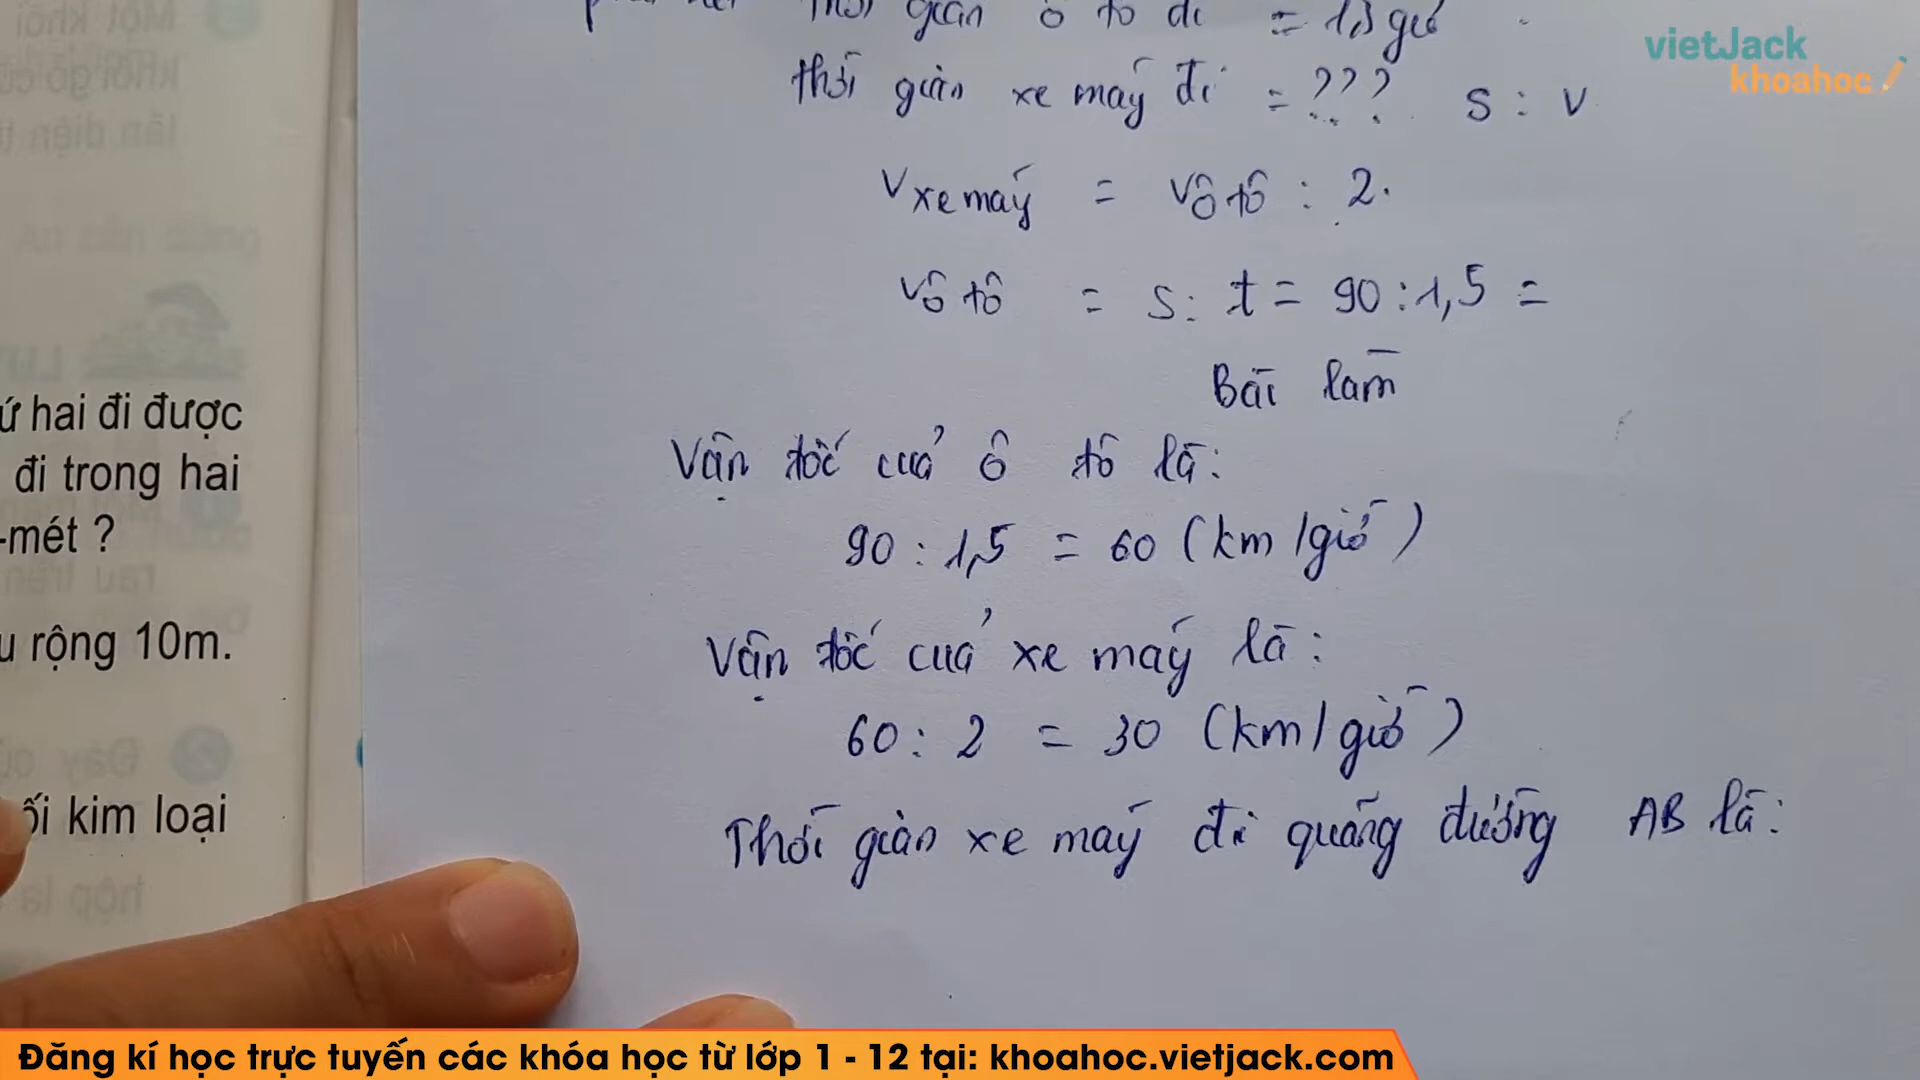 Thời gian ô tô đi = 1,5 giờ
Thời gian xe máy đi = ??? S : V
V xe máy = V ô tô : 2.
V ô tô = S : t = 90 : 1,5 =
Bài làm
Vận tốc của ô tô là:
90 : 1,5 = 60 (km/giờ)
Vận tốc của xe máy là:
60 : 2 = 30 (km/giờ)
Thời gian xe máy đi quãng đường AB là:
ứ hai đi được
đi trong hai
-mét ?
u rộng 10m.
ối kim loại
vietJack
khoahoc
Đăng kí học trực tuyến các khóa học từ lớp 1 - 12 tại: khoahoc.vietjack.com